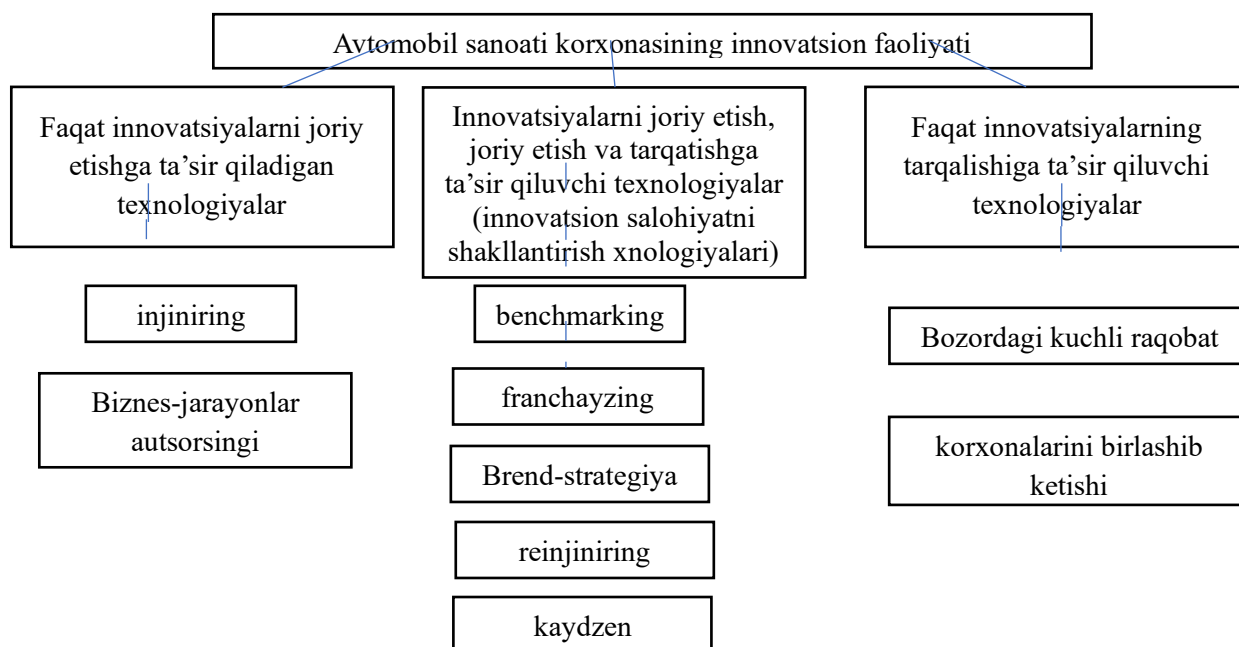 Avtomobil sanoati korxonasining innovatsion faoliyati
Faqat innovatsiyalarni joriy
etishga ta’sir qiladigan
texnologiyalar
injiniring
Biznes-jarayonlar
autsorsingi
Innovatsiyalarni joriy etish,
joriy etish va tarqatishga
ta’sir qiluvchi texnologiyalar
(innovatsion salohiyatni
shakllantirish xnologiyalari)
benchmarking
franchayzing
Brend-strategiya
reinjiniring
kaydzen
Faqat innovatsiyalarning
tarqalishiga ta’sir qiluvchi
texnologiyalar
Bozordagi kuchli raqobat
korxonalarini birlashib
ketishi